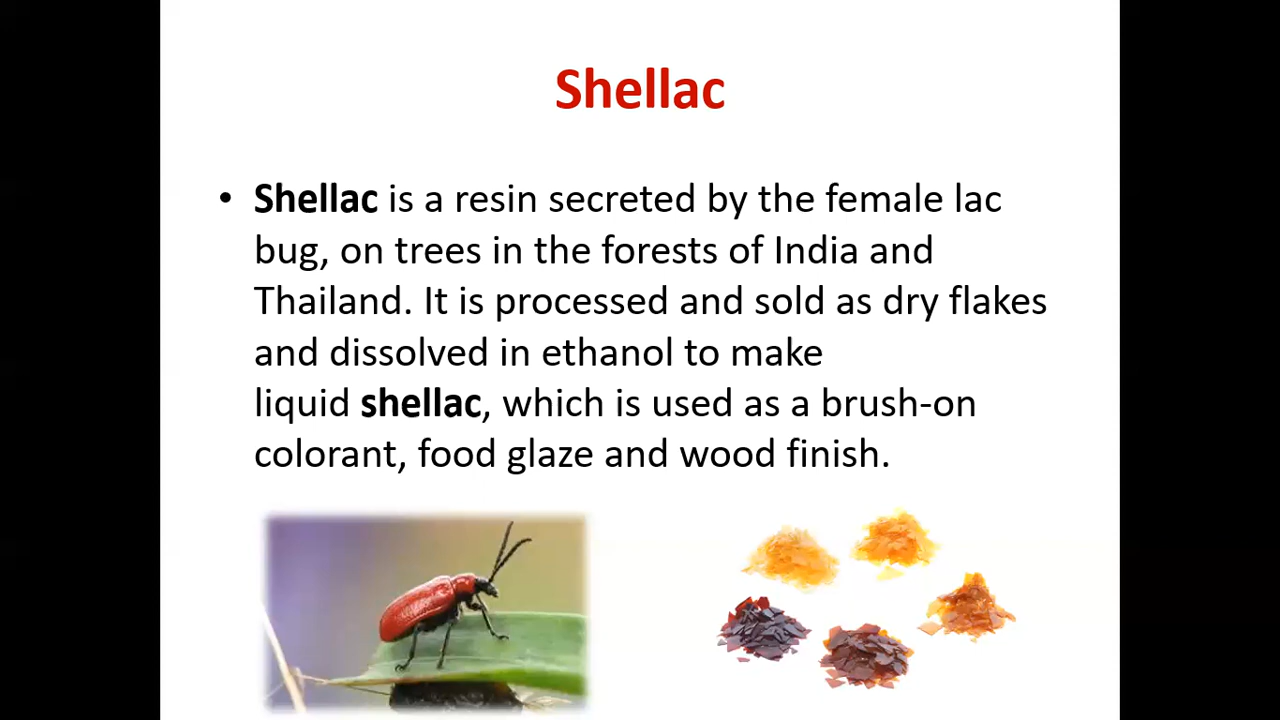 Shellac
• Shellac is a resin secreted by the female lac
bug, on trees in the forests of India and
Thailand. It is processed and sold as dry flakes
and dissolved in ethanol to make
liquid shellac, which is used as a brush-on
colorant, food glaze and wood finish.